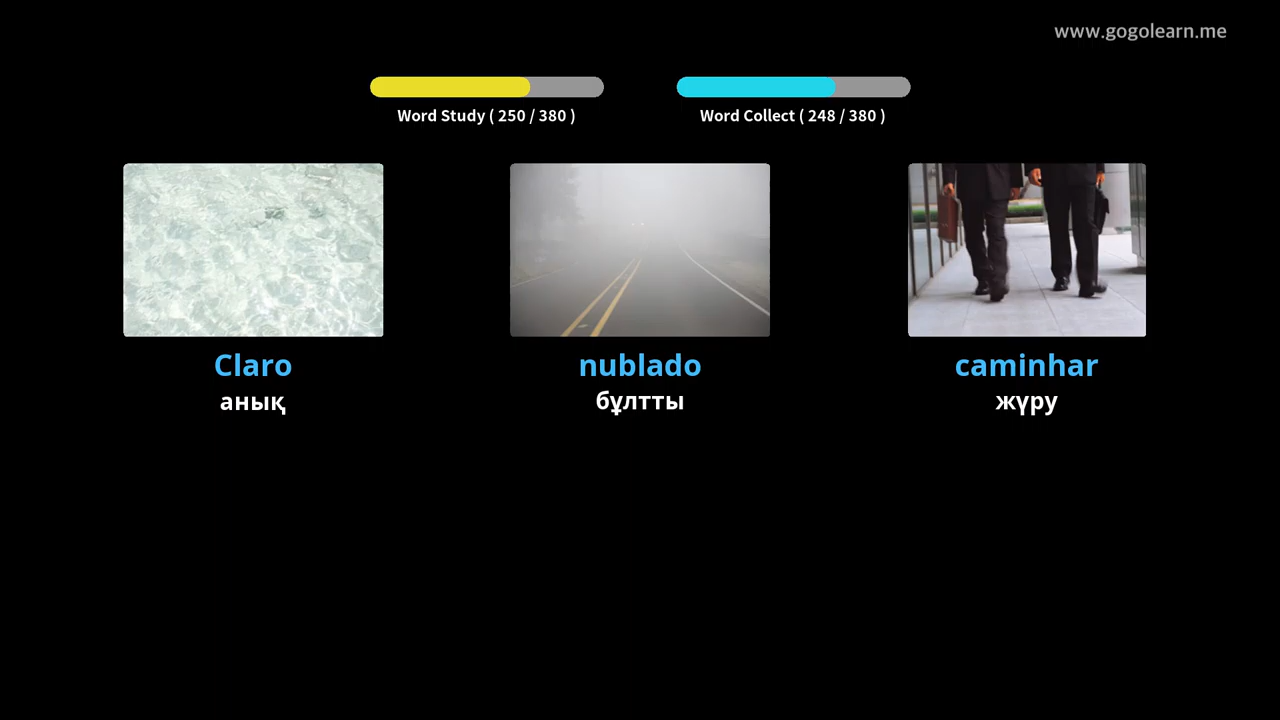 www.gogolearn.me
Word Study ( 250 / 380 )
Word Collect ( 248 / 380 )
Claro
анық
nublado
бұлтты
caminhar
жүру